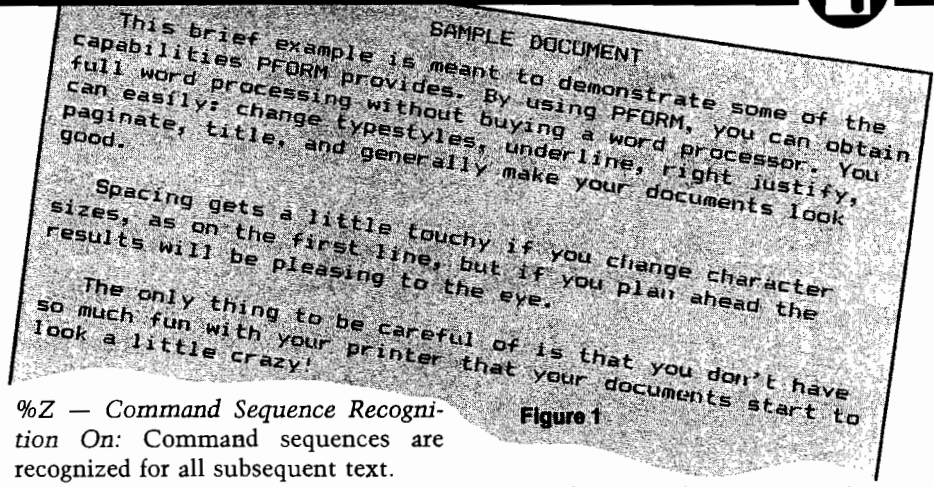 SAMPLE DOCUMENT
This brief example is meant to demonstrate some of the
capabilities PFORM provides. By using PFORM, you can obtain
full word processing without buying a word processor. You
can easily: change typestyles, underline, right justify,
paginate, title, and generally make your documents look
good.
Spacing gets a little touchy if you change character
sizes, as on the first line, but if you plan ahead the
results will be pleasing to the eye.
The only thing to be careful of is that you don't have
so much fun with your printer that your documents start to
look a little crazy!
Figure 1
%Z — Command Sequence Recogni-
tion On: Command sequences are
recognized for all subsequent text.